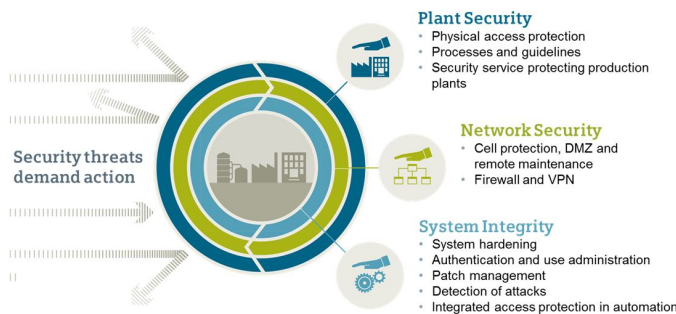 Plant Security
• Physical access protection
• Processes and guidelines
• Security service protecting production
plants
Security threats
demand action
Network Security
• Cell protection, DMZ and
remote maintenance
• Firewall and VPN
System Integrity
• System hardening
• Authentication and use administration
• Patch management
• Detection of attacks
• Integrated access protection in automation